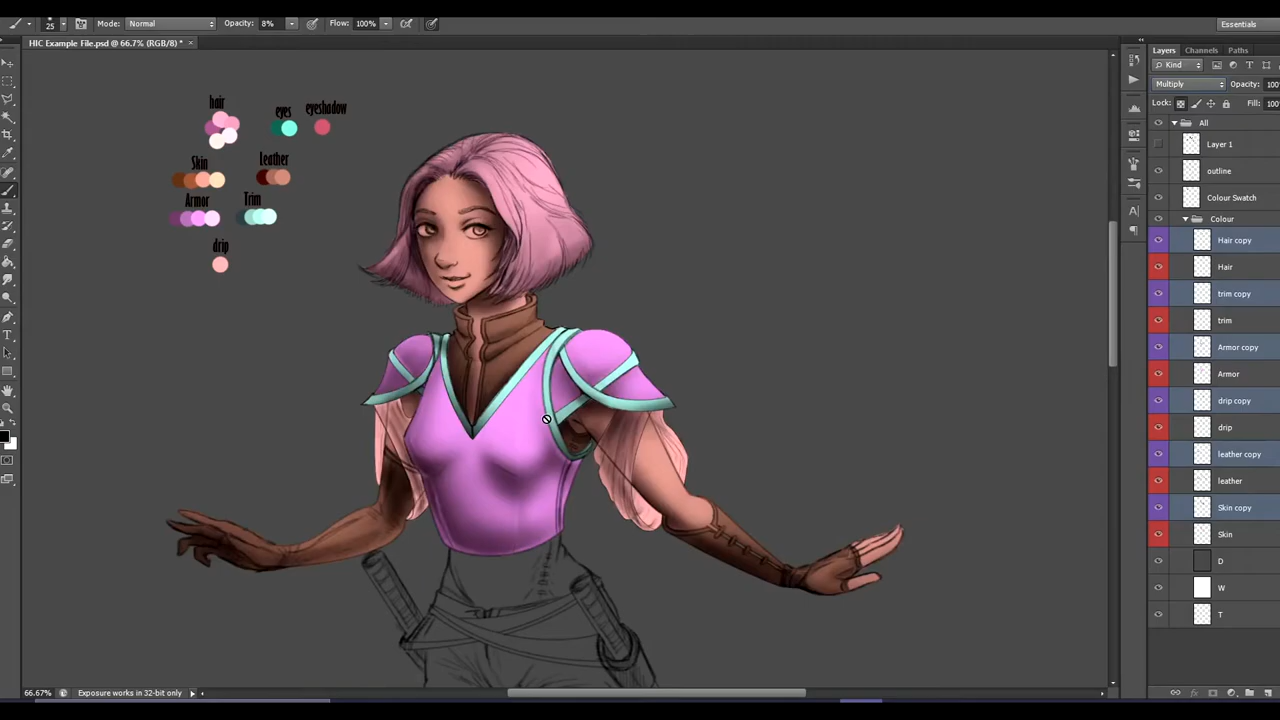 25 Mode: Normal Opacity: 8% Flow: 100% Essentials
HIC Example File.psd @ 66.7% (RGB/8) * ×
Layers Channels Paths
Kind
Multiply Opacity: 100
Lock: Fill: 100
All
Layer 1
outline
Colour Swatch
Colour
Hair copy
Hair
trim copy
trim
Armor copy
Armor
drip copy
drip
leather copy
leather
Skin copy
Skin
D
W
T
hair eyes eyeshadow
Skin Leather
Armor Trim
drip
66.67% Exposure works in 32-bit only